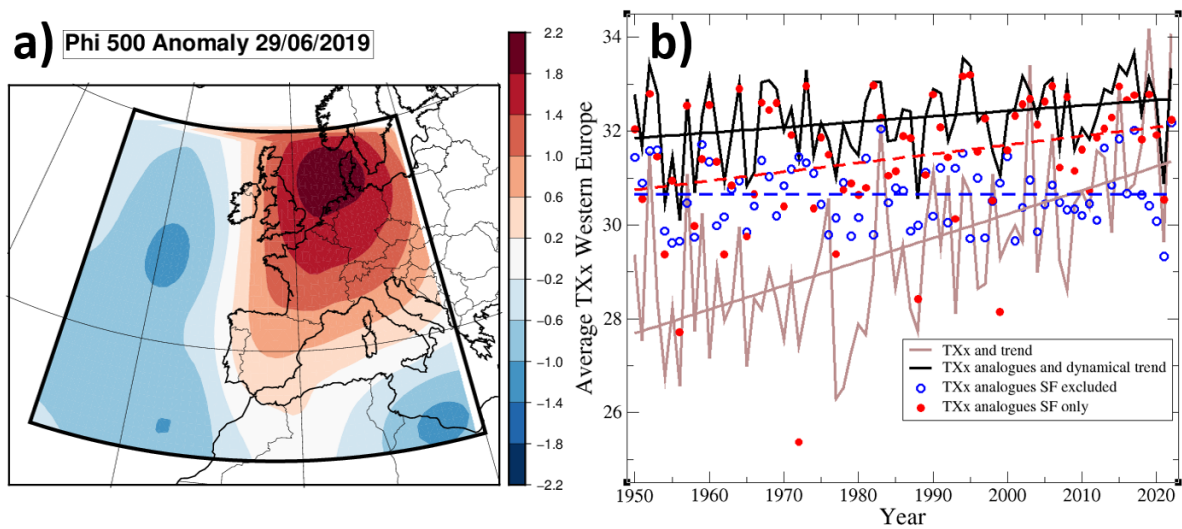 a)
Phi 500 Anomaly 29/06/2019
2.2
1.8
1.4
1.0
0.6
0.2
−0.2
−0.6
−1.0
−1.4
−1.8
−2.2
b)
Average TXx Western Europe
34
32
30
28
26
TXx and trend
TXx analogues and dynamical trend
TXx analogues SF excluded
TXx analogues SF only
1950 1960 1970 1980 1990 2000 2010 2020
Year